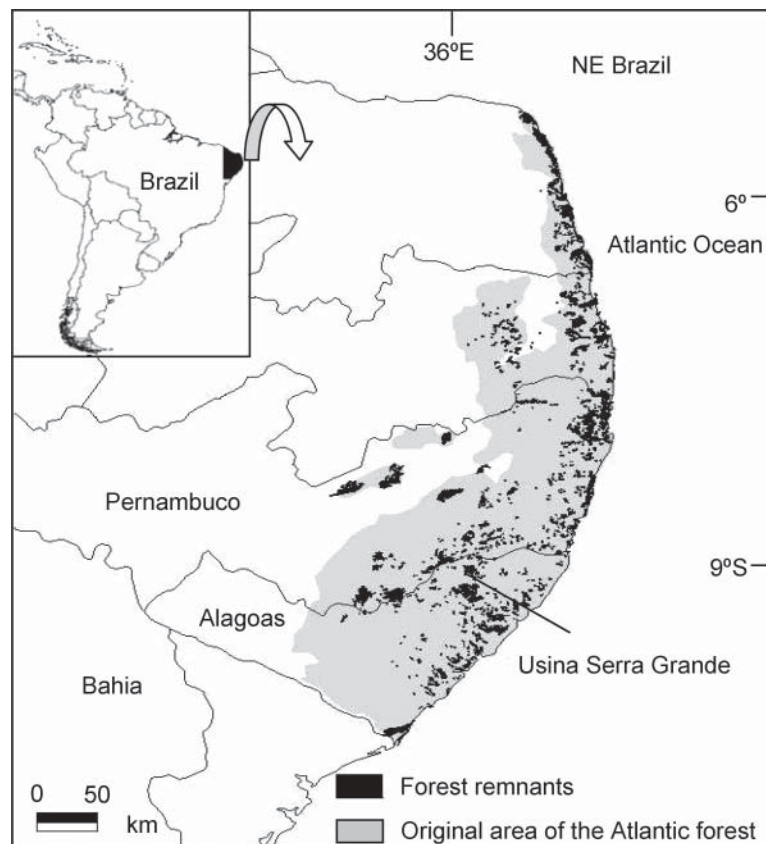 36ºE
NE Brazil
Brazil
6º
Atlantic Ocean
Pernambuco
9ºS
Alagoas
Usina Serra Grande
Bahia
0 50
km
Forest remnants
Original area of the Atlantic forest